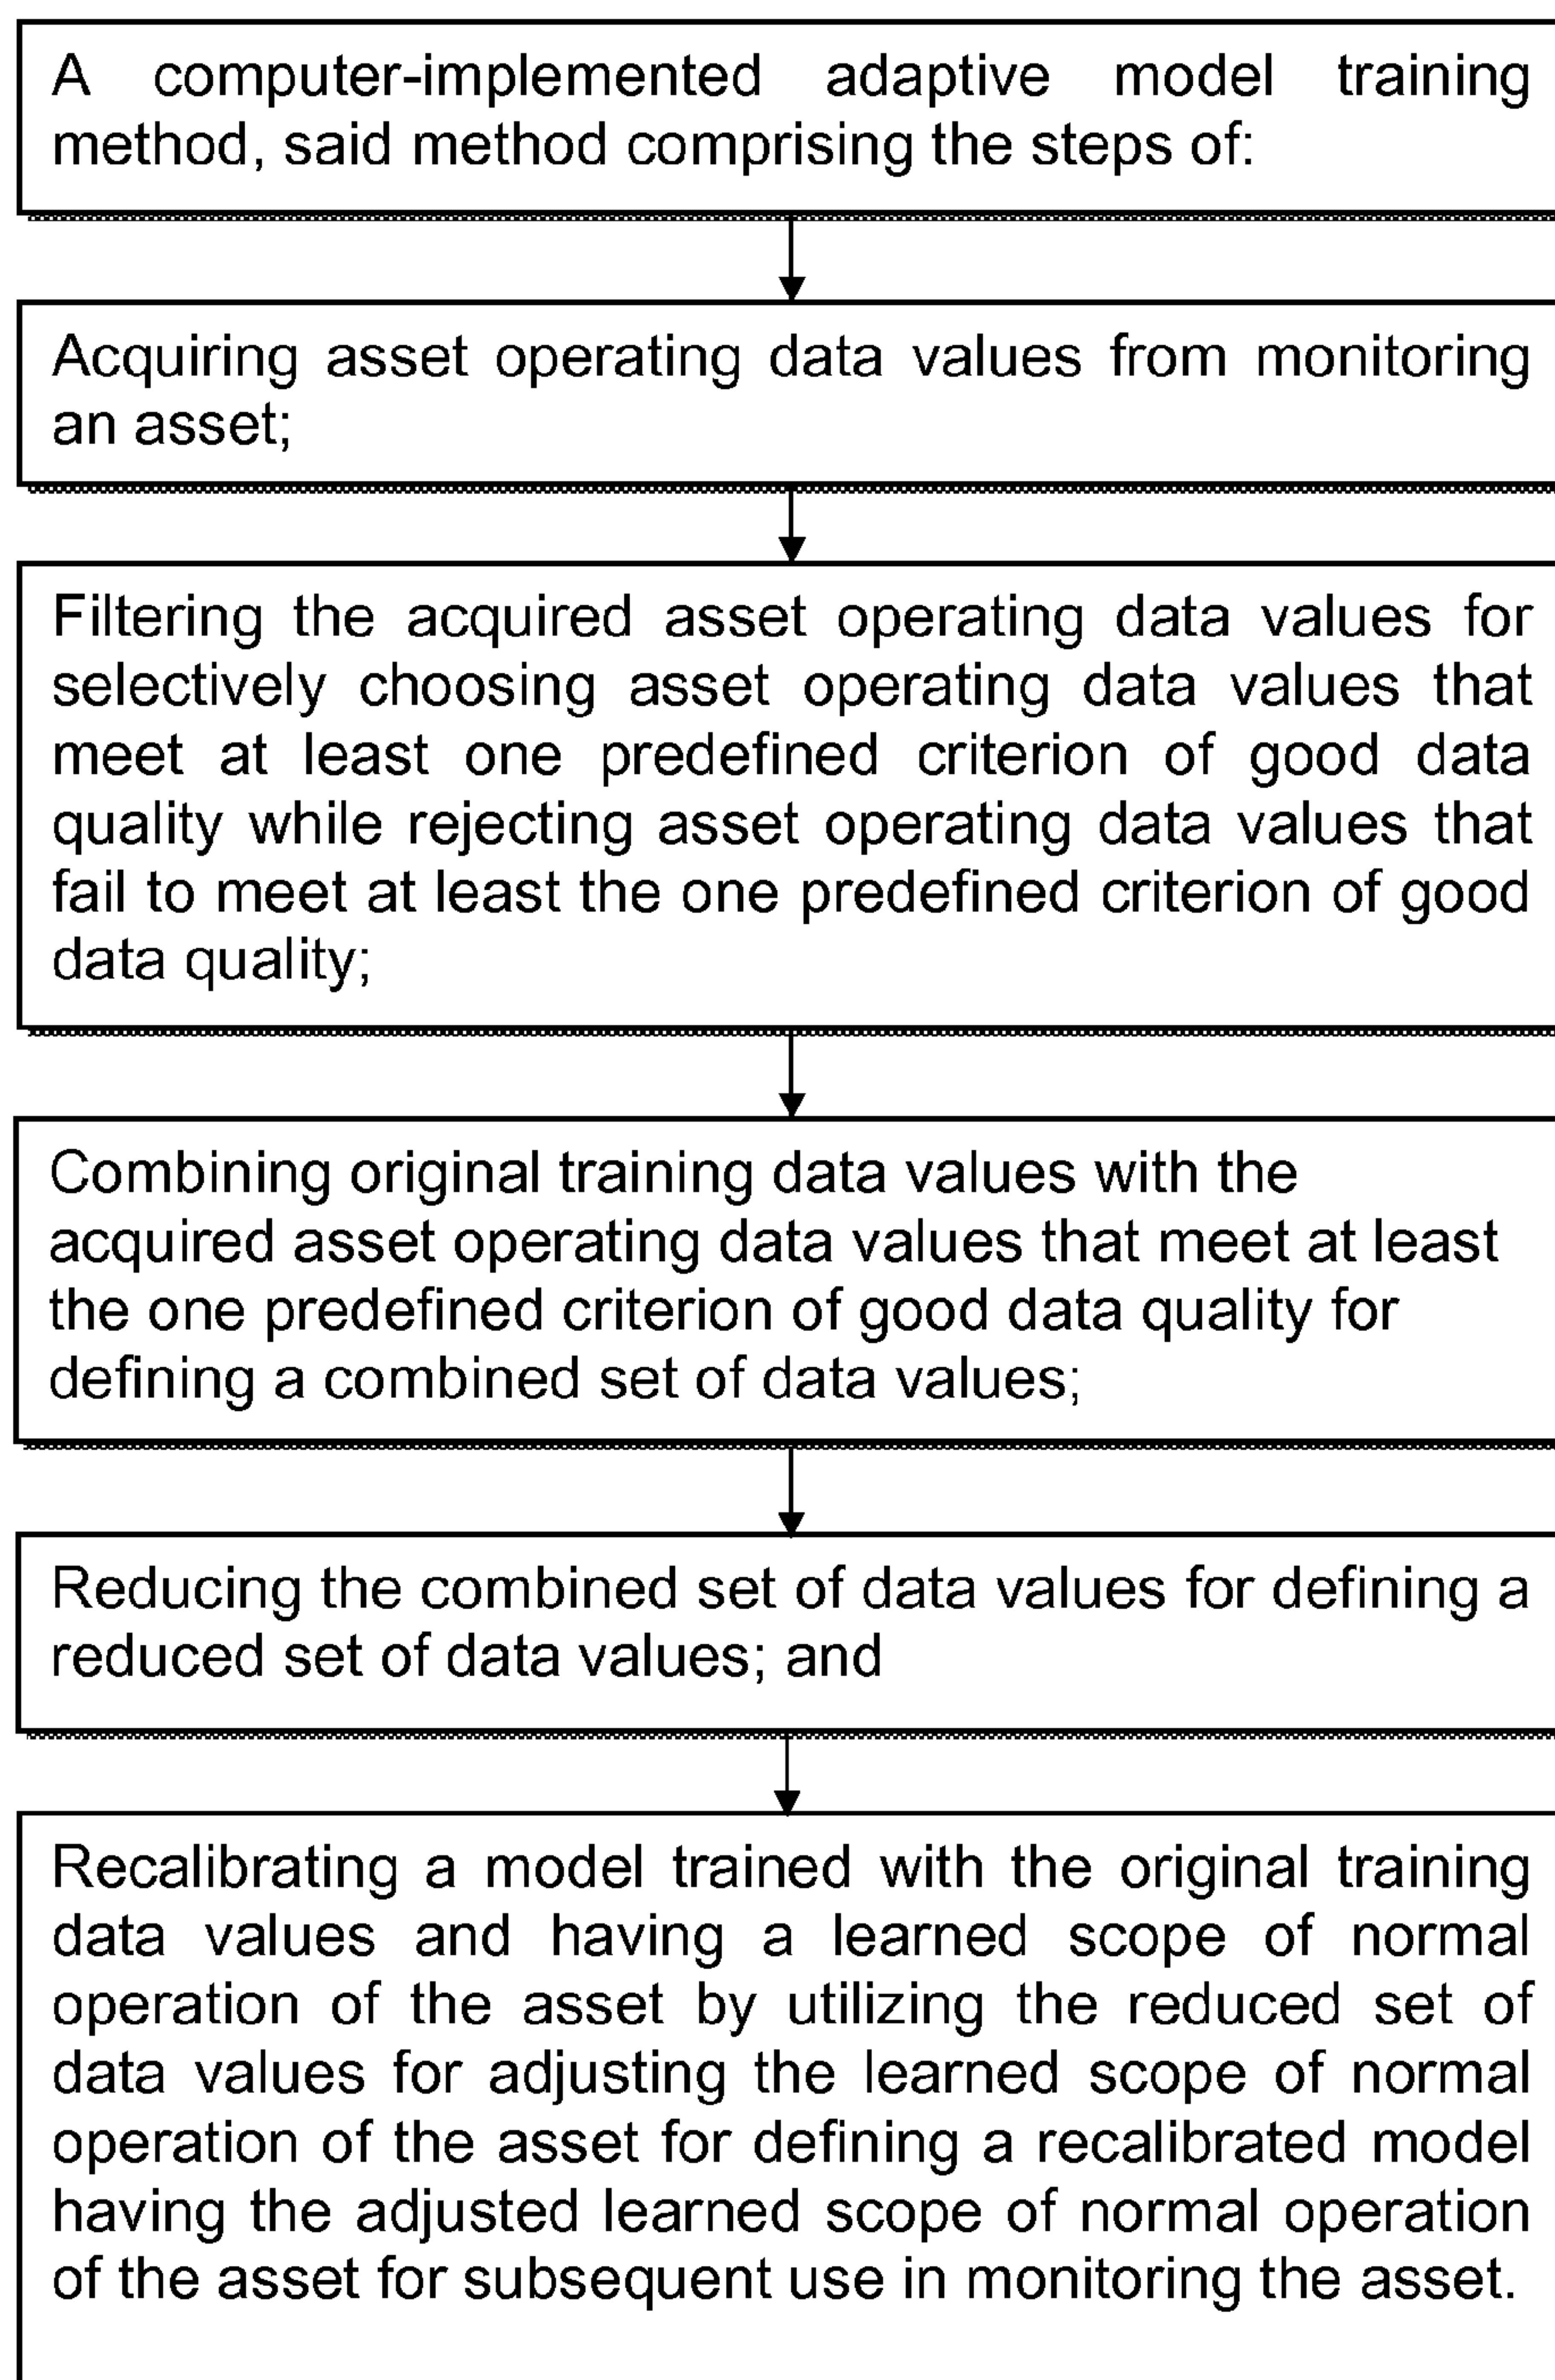 A computer-implemented adaptive model training
method, said method comprising the steps of:
Acquiring asset operating data values from monitoring
an asset;
Filtering the acquired asset operating data values for
selectively choosing asset operating data values that
meet at least one predefined criterion of good data
quality while rejecting asset operating data values that
fail to meet at least the one predefined criterion of good
data quality;
Combining original training data values with the
acquired asset operating data values that meet at least
the one predefined criterion of good data quality for
defining a combined set of data values;
Reducing the combined set of data values for defining a
reduced set of data values; and
Recalibrating a model trained with the original training
data values and having a learned scope of normal
operation of the asset by utilizing the reduced set of
data values for adjusting the learned scope of normal
operation of the asset for defining a recalibrated model
having the adjusted learned scope of normal operation
of the asset for subsequent use in monitoring the asset.